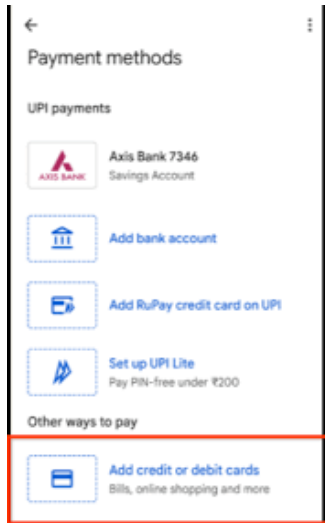 Payment methods
UPI payments
AXIS BANK
Axis Bank 7346
Savings Account
Add bank account
Add RuPay credit card on UPI
Set up UPI Lite
Pay PIN-free under ₹200
Other ways to pay
Add credit or debit cards
Bills, online shopping and more